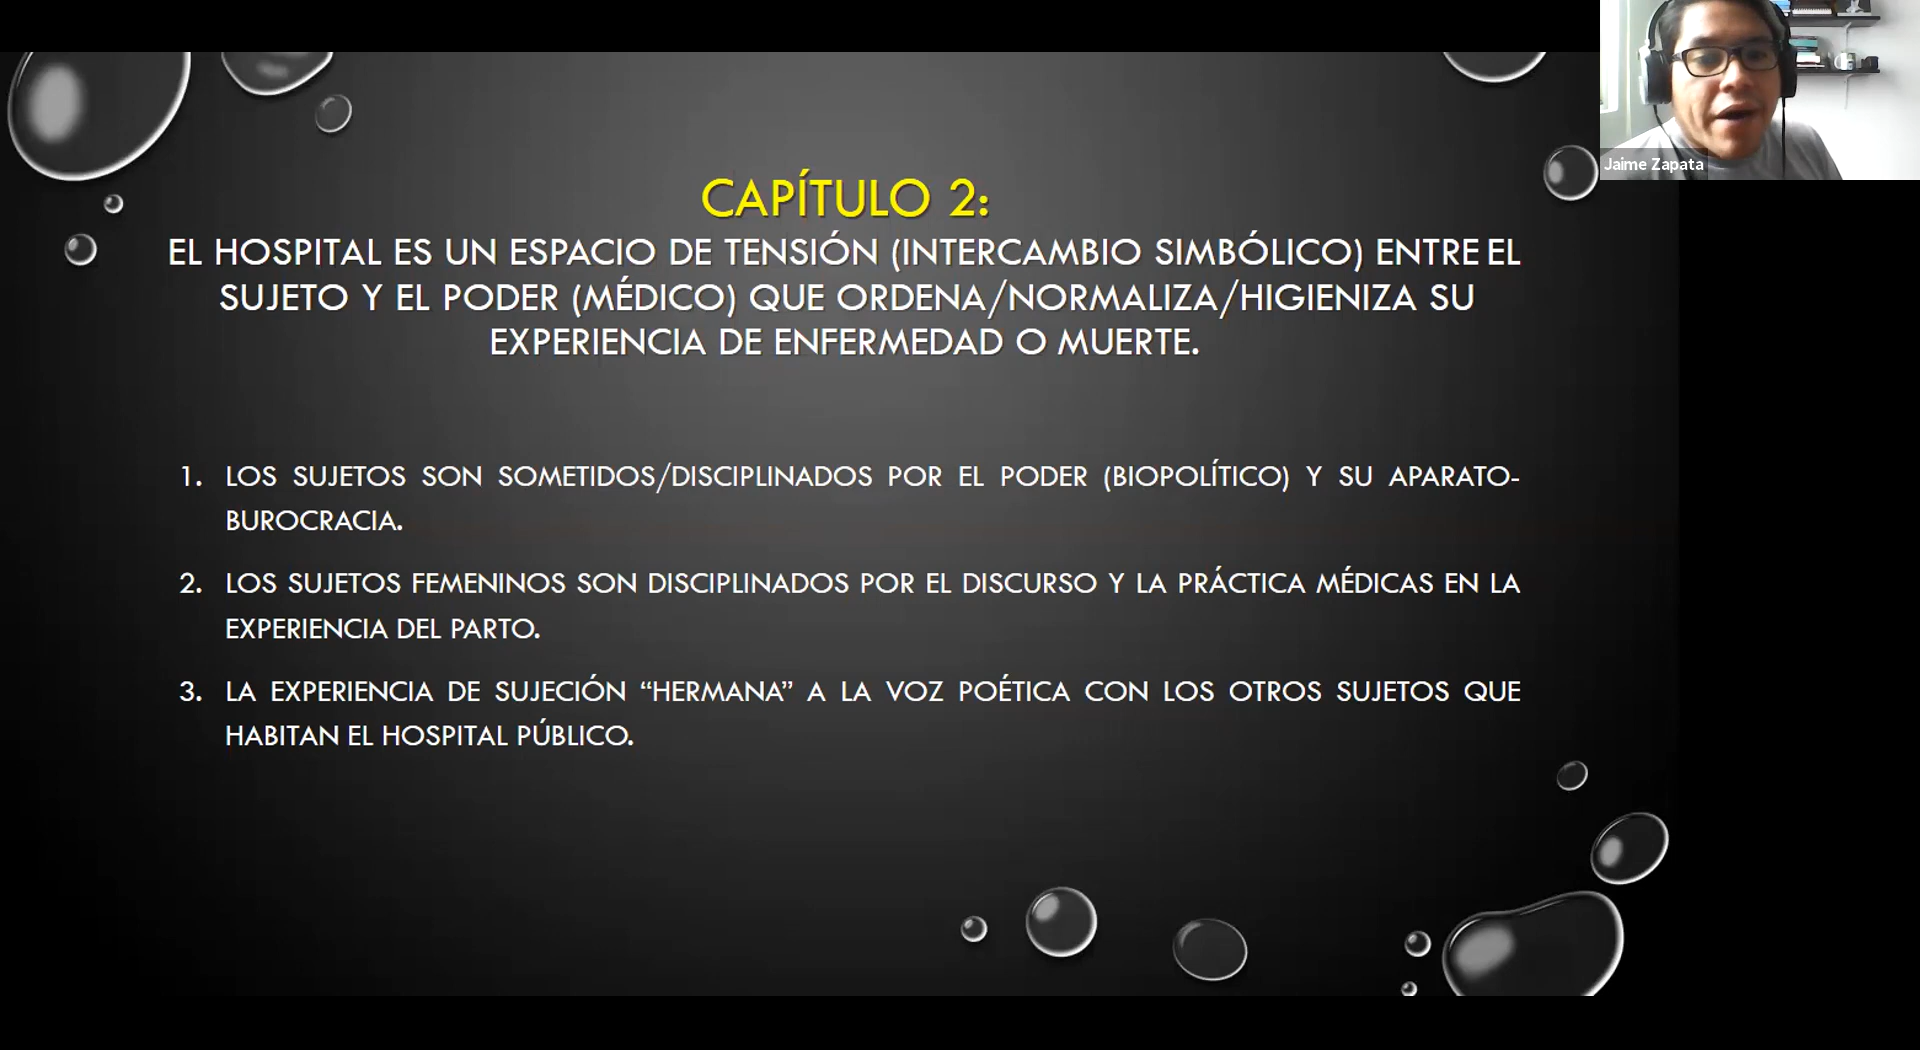 CAPÍTULO 2:
EL HOSPITAL ES UN ESPACIO DE TENSIÓN (INTERCAMBIO SIMBÓLICO) ENTRE EL
SUJETO Y EL PODER (MÉDICO) QUE ORDENA/NORMALIZA/HIGIENIZA SU
EXPERIENCIA DE ENFERMEDAD O MUERTE.
1. LOS SUJETOS SON SOMETIDOS/DISCIPLINADOS POR EL PODER (BIOPOLÍTICO) Y SU APARATO-
BUROCRACIA.
2. LOS SUJETOS FEMENINOS SON DISCIPLINADOS POR EL DISCURSO Y LA PRÁCTICA MÉDICAS EN LA
EXPERIENCIA DEL PARTO.
3. LA EXPERIENCIA DE SUJECIÓN “HERMANA” A LA VOZ POÉTICA CON LOS OTROS SUJETOS QUE
HABITAN EL HOSPITAL PÚBLICO.
Jaime Zapata